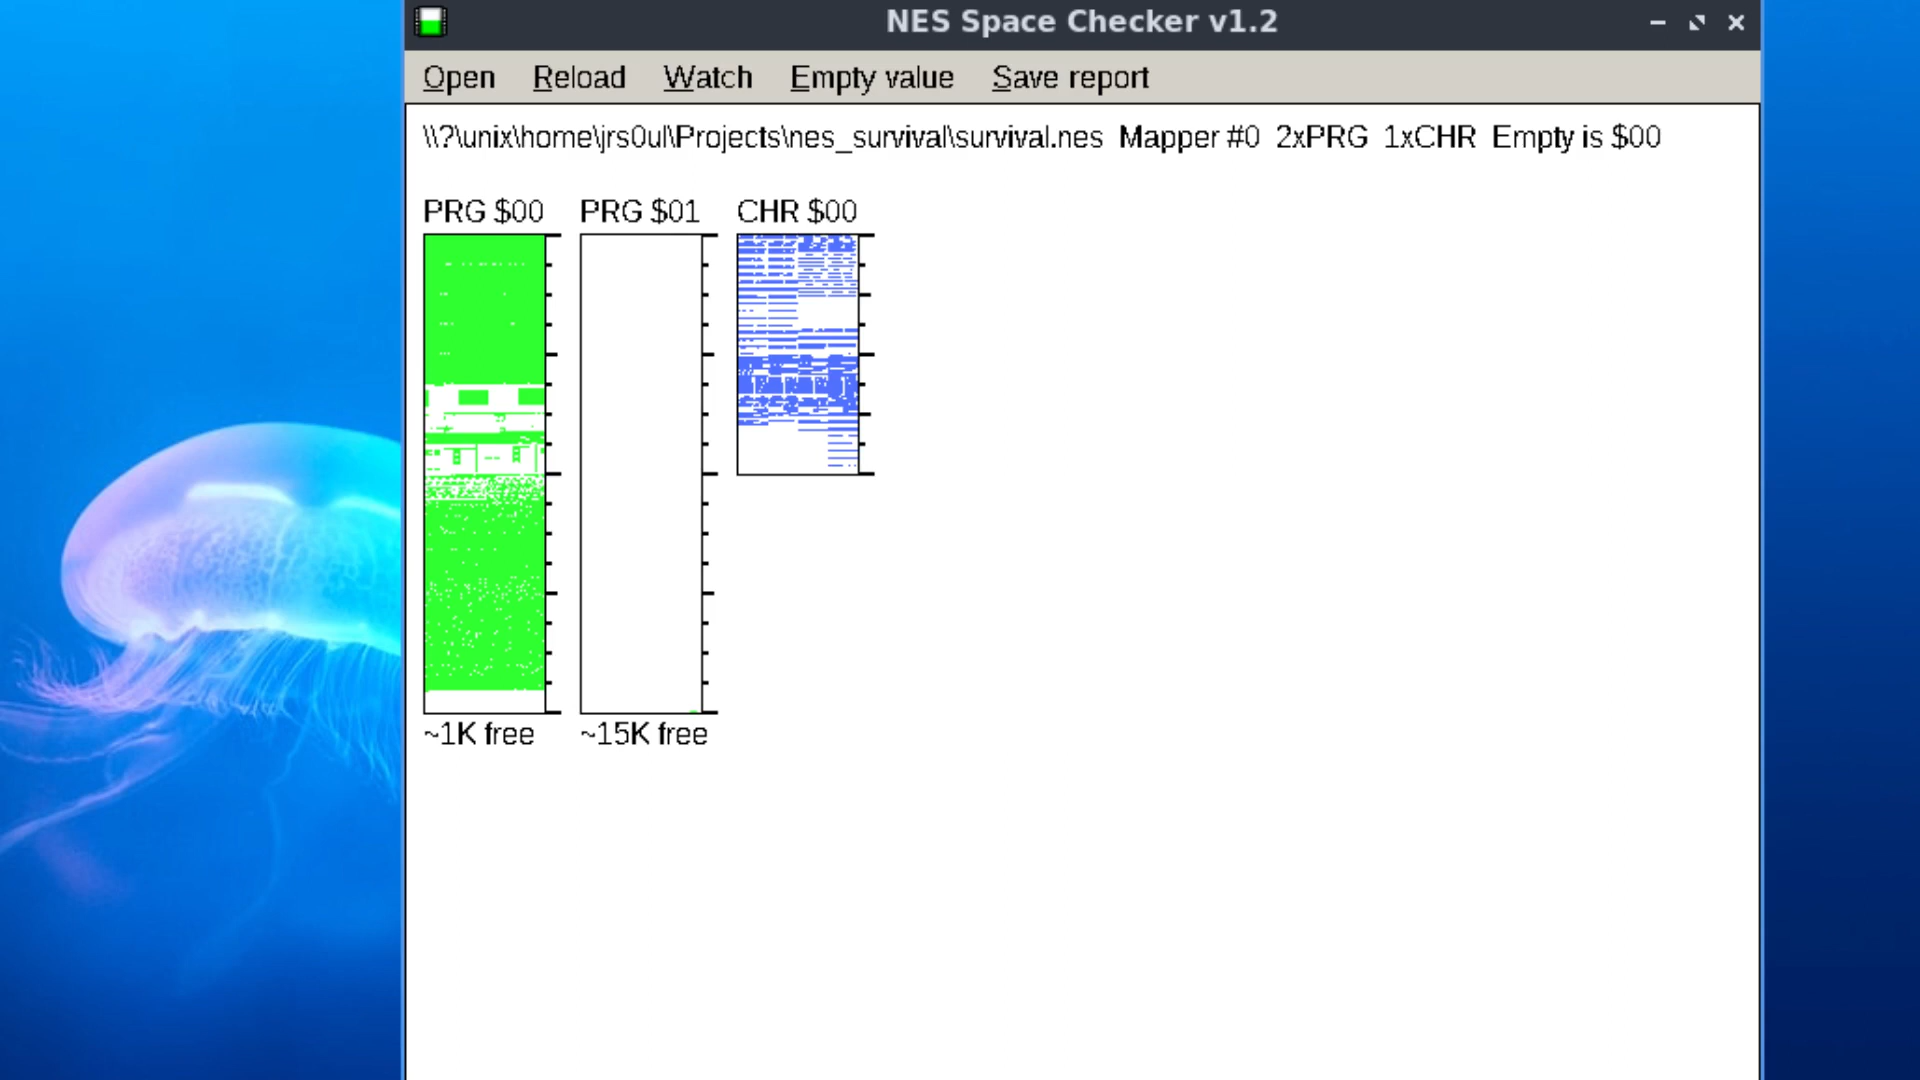 NES Space Checker v1.2
Open Reload Watch Empty value Save report
\\?\unix\home\jrs0ul\Projects\nes_survival\survival.nes Mapper #0 2xPRG 1xCHR Empty is $00
PRG $00 PRG $01 CHR $00
~1K free ~15K free